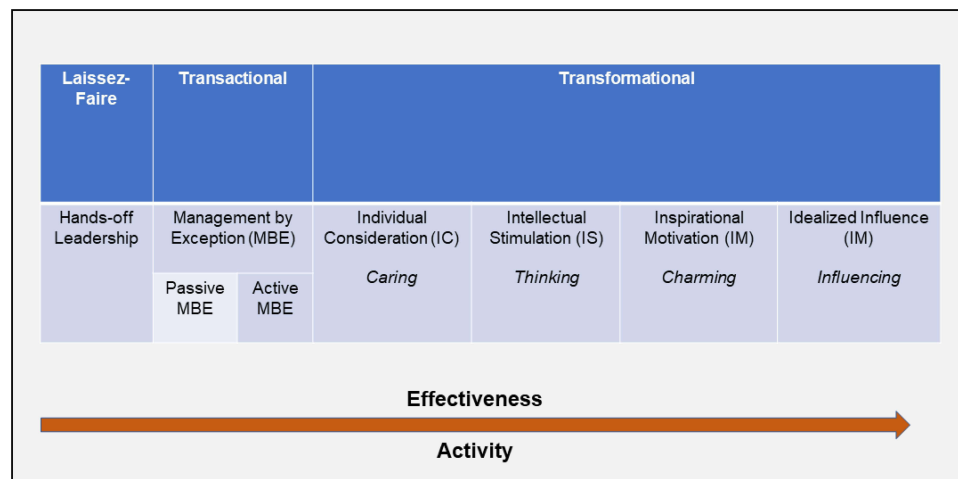 Laissez-
Faire
Transactional
Transformational
Hands-off
Leadership
Management by
Exception (MBE)
Passive
MBE
Active
MBE
Individual
Consideration (IC)
Caring
Intellectual
Stimulation (IS)
Thinking
Inspirational
Motivation (IM)
Charming
Idealized Influence
(IM)
Influencing
Effectiveness
Activity